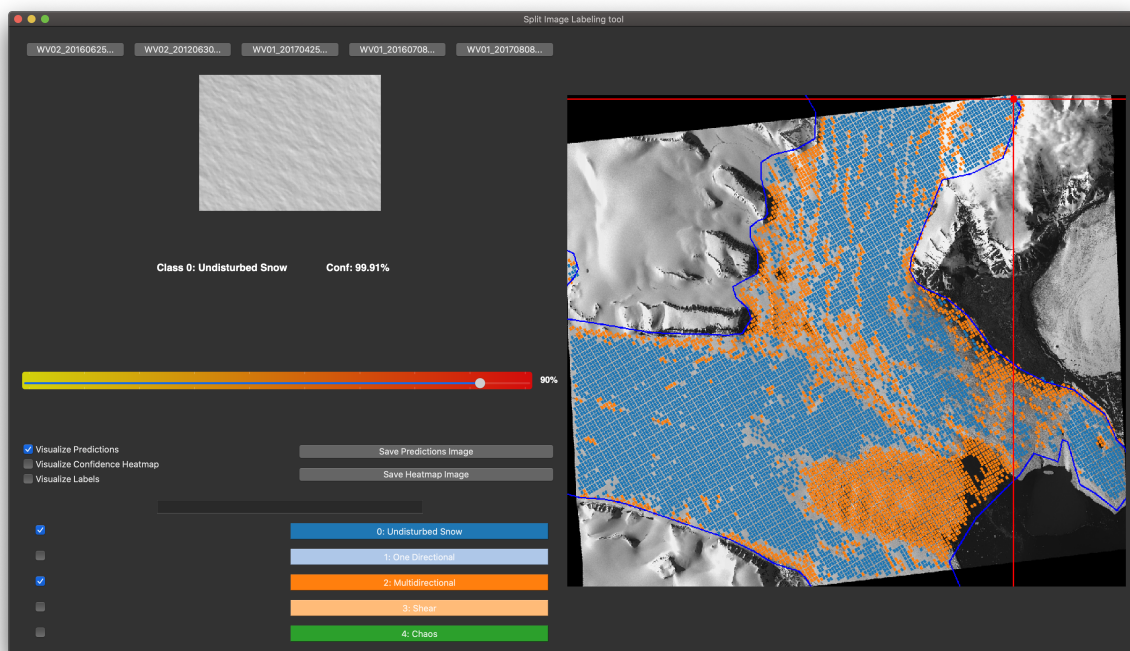 Split Image Labeling tool
WV02_20160625... WV02_20120630... WV01_20170425... WV01_20160708... WV01_20170808...
Class 0: Undisturbed Snow Conf: 99.91%
90%
Visualize Predictions Save Predictions Image
Visualize Confidence Heatmap
Visualize Labels Save Heatmap Image
0: Undisturbed Snow
1: One Directional
2: Multidirectional
3: Shear
4: Chaos